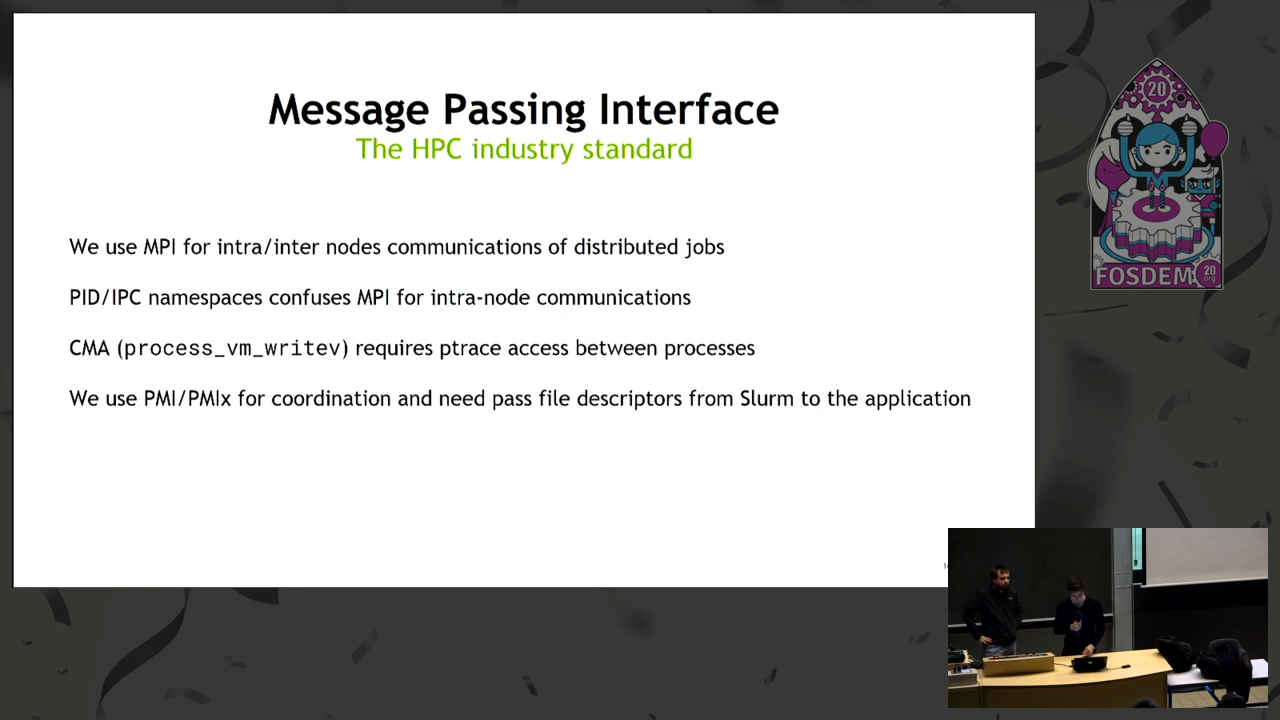 Message Passing Interface
The HPC industry standard
We use MPI for intra/inter nodes communications of distributed jobs
PID/IPC namespaces confuses MPI for intra-node communications
CMA (process_vm_writev) requires ptrace access between processes
We use PMI/PMIx for coordination and need pass file descriptors from Slurm to the application
20
FOSDEM
20
.org